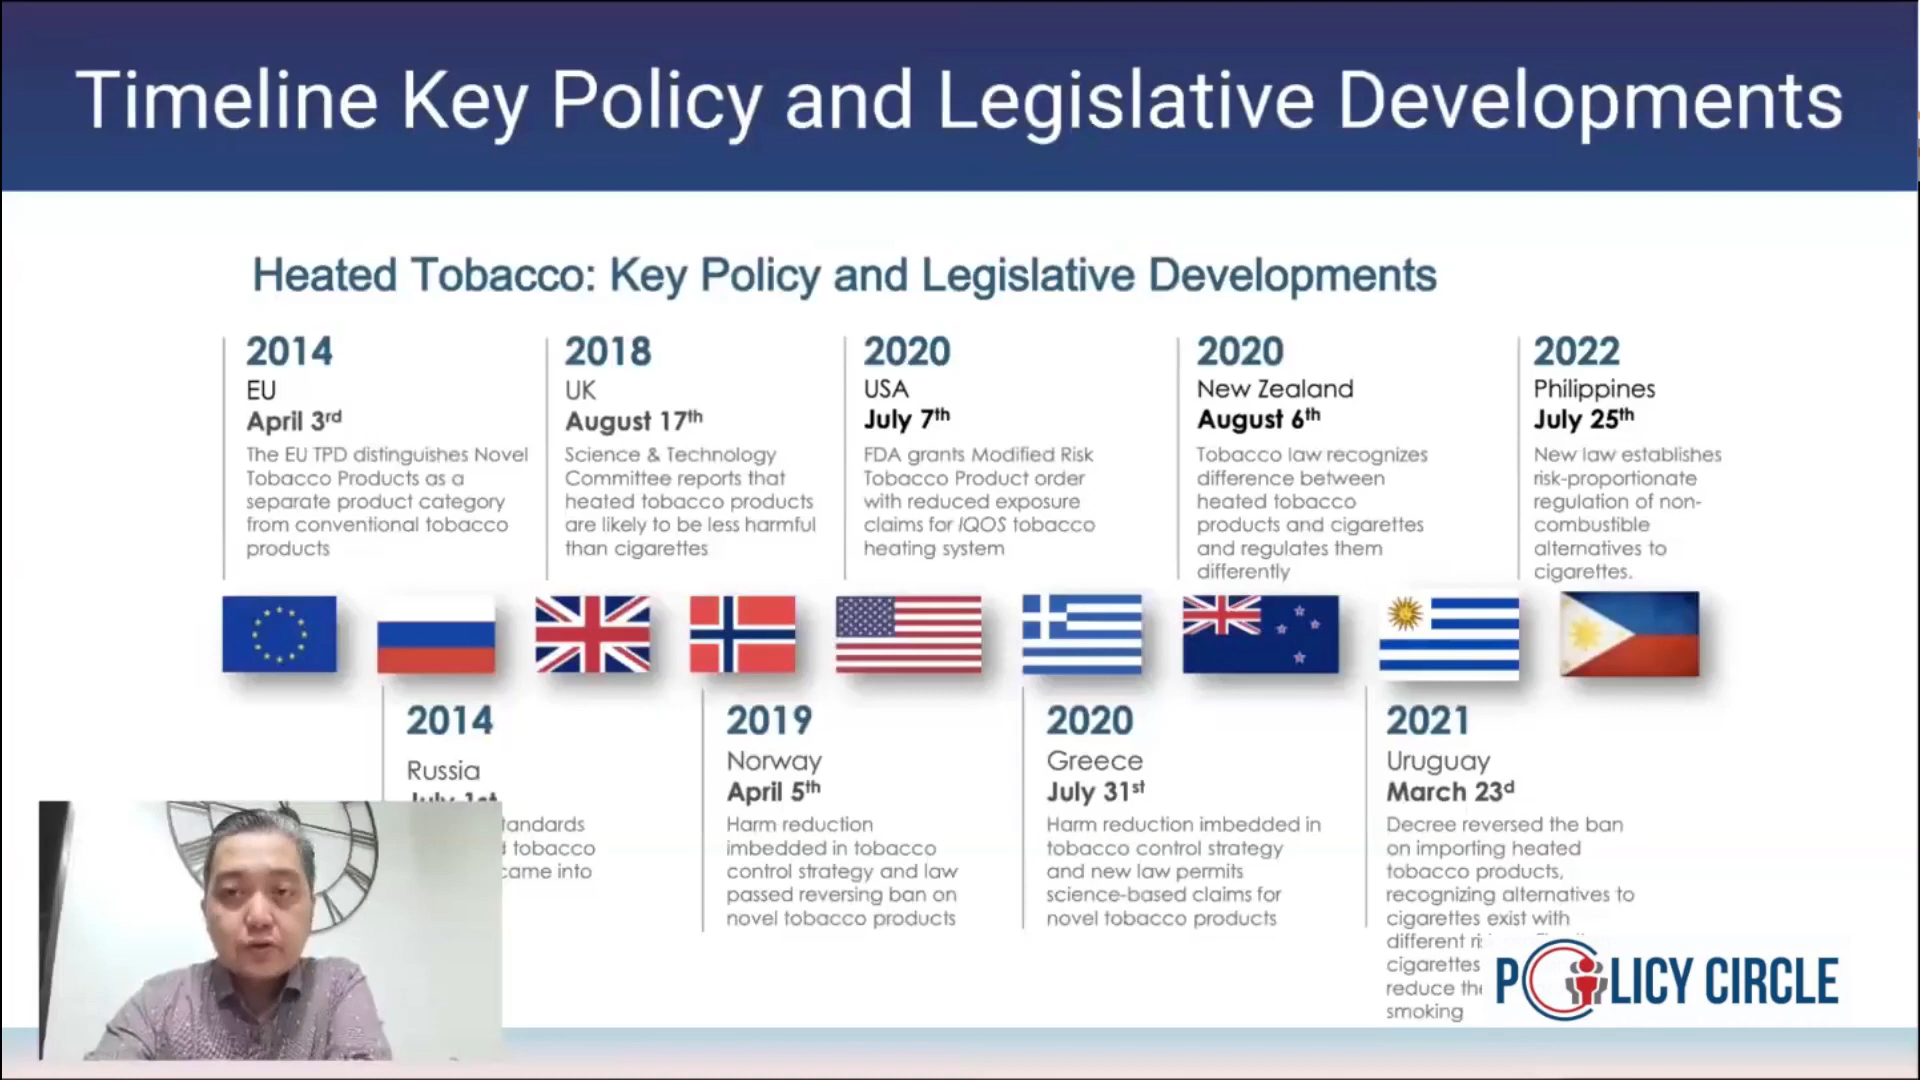 Timeline Key Policy and Legislative Developments
Heated Tobacco: Key Policy and Legislative Developments
2014
EU
April 3rd
The EU TPD distinguishes Novel
Tobacco Products as a
separate product category
from conventional tobacco
products
2018
UK
August 17th
Science & Technology
Committee reports that
heated tobacco products
are likely to be less harmful
than cigarettes
2020
USA
July 7th
FDA grants Modified Risk
Tobacco Product order
with reduced exposure
claims for IQOS tobacco
heating system
2020
New Zealand
August 6th
Tobacco law recognizes
difference between
heated tobacco
products and cigarettes
and regulates them
differently
2022
Philippines
July 25th
New law establishes
risk-proportionate
regulation of non-
combustible
alternatives to
cigarettes.
2014
Russia
July 1st
tandards
tobacco
came into
2019
Norway
April 5th
Harm reduction
imbedded in tobacco
control strategy and law
passed reversing ban on
novel tobacco products
2020
Greece
July 31st
Harm reduction imbedded in
tobacco control strategy
and new law permits
science-based claims for
novel tobacco products
2021
Uruguay
March 23d
Decree reversed the ban
on importing heated
tobacco products,
recognizing alternatives to
cigarettes exist with
different
cigarettes
reduce
smoking
POLICY CIRCLE